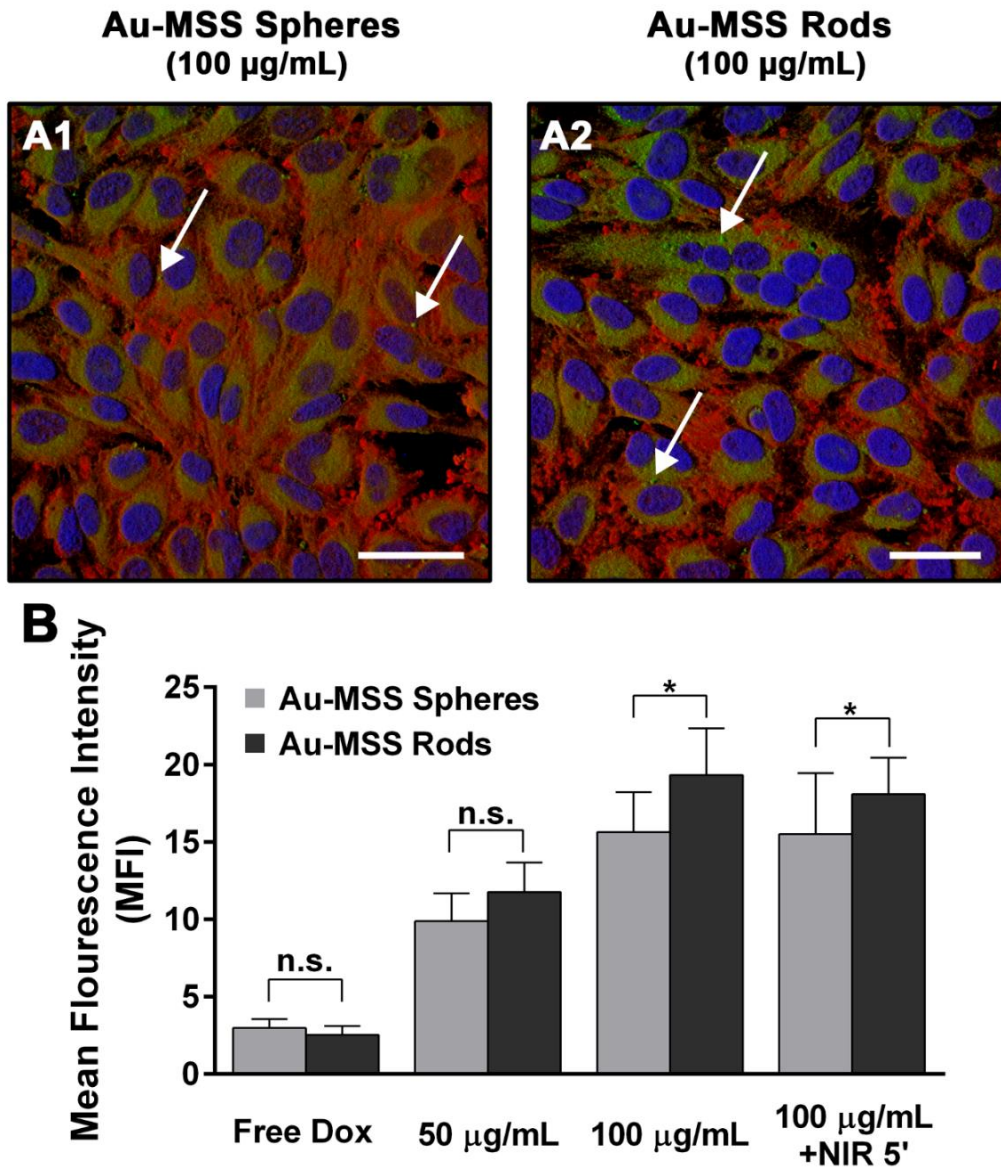 Au-MSS Spheres
(100 µg/mL)
Au-MSS Rods
(100 µg/mL)
A1
A2
B
Mean Flourescence Intensity
(MFI)
25
20
15
10
5
0
Au-MSS Spheres
Au-MSS Rods
n.s.
n.s.
*
*
Free Dox
50 µg/mL
100 µg/mL
100 µg/mL
+NIR 5'